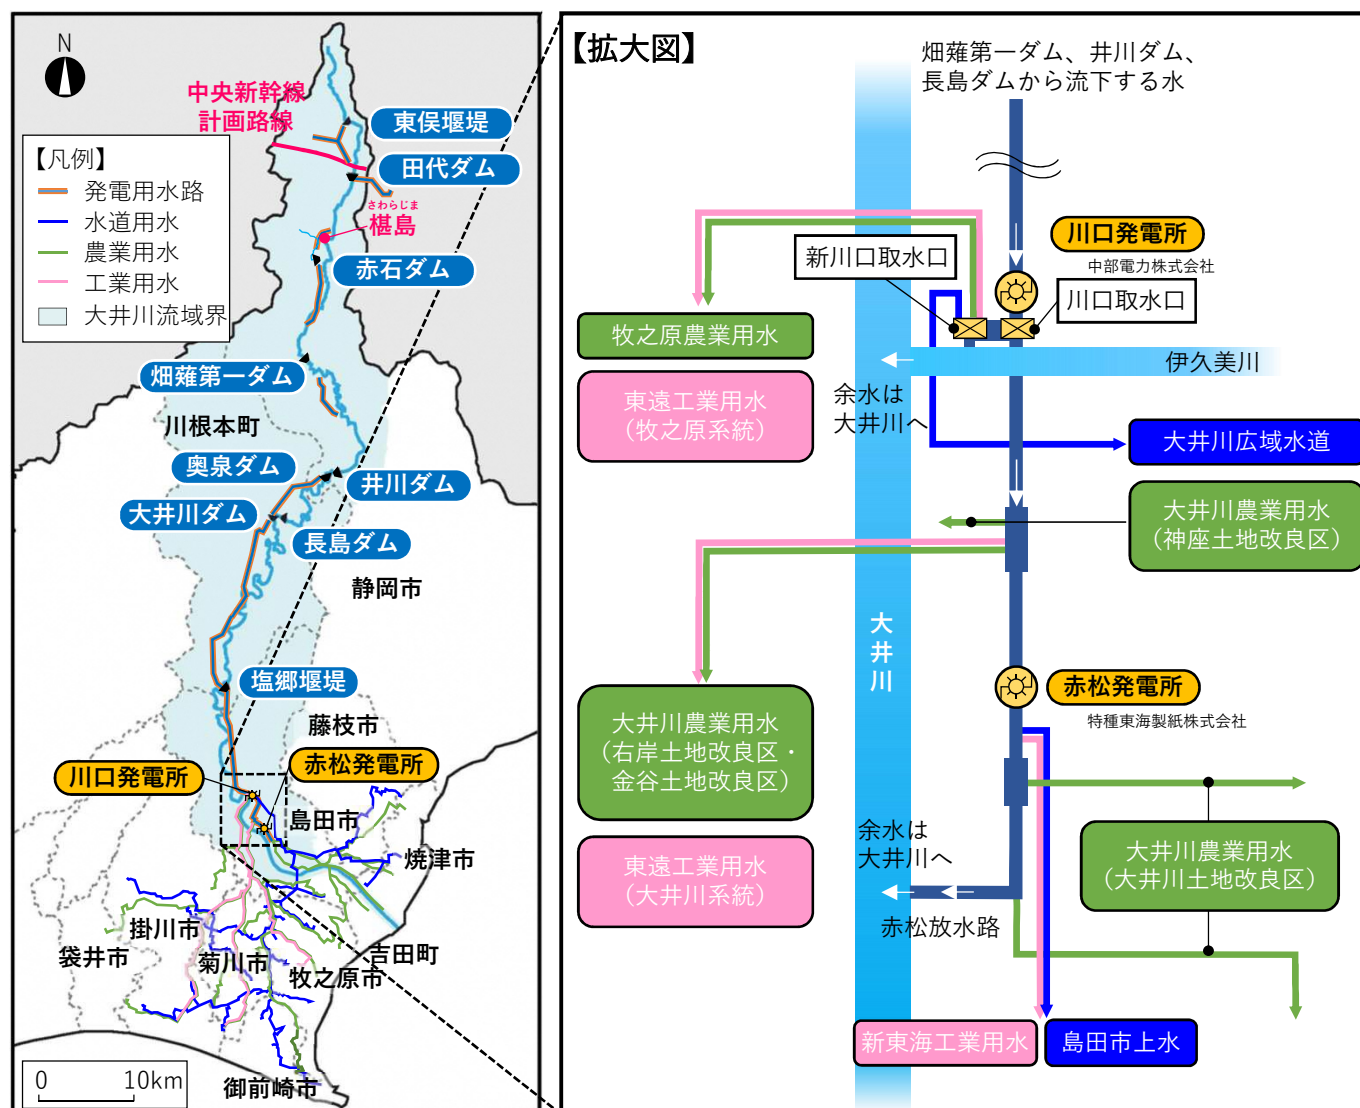 N
中央新幹線
計画路線
【凡例】
発電用水路
水道用水
農業用水
工業用水
大井川流域界
東俣堰堤
田代ダム
さわらじま
椹島
赤石ダム
畑薙第一ダム
川根本町
奥泉ダム
井川ダム
大井川ダム
長島ダム
静岡市
塩郷堰堤
藤枝市
川口発電所
赤松発電所
島田市
焼津市
掛川市
袋井市
菊川市
牧之原市
吉田町
御前崎市
0 10km
【拡大図】
畑薙第一ダム、井川ダム、
長島ダムから流下する水
川口発電所
中部電力株式会社
新川口取水口
川口取水口
牧之原農業用水
伊久美川
東遠工業用水
（牧之原系統）
余水は
大井川へ
大井川広域水道
大井川農業用水
（神座土地改良区）
大井川
赤松発電所
特種東海製紙株式会社
大井川農業用水
（右岸土地改良区・
金谷土地改良区）
余水は
大井川へ
大井川農業用水
（大井川土地改良区）
東遠工業用水
（大井川系統）
赤松放水路
新東海工業用水
島田市上水